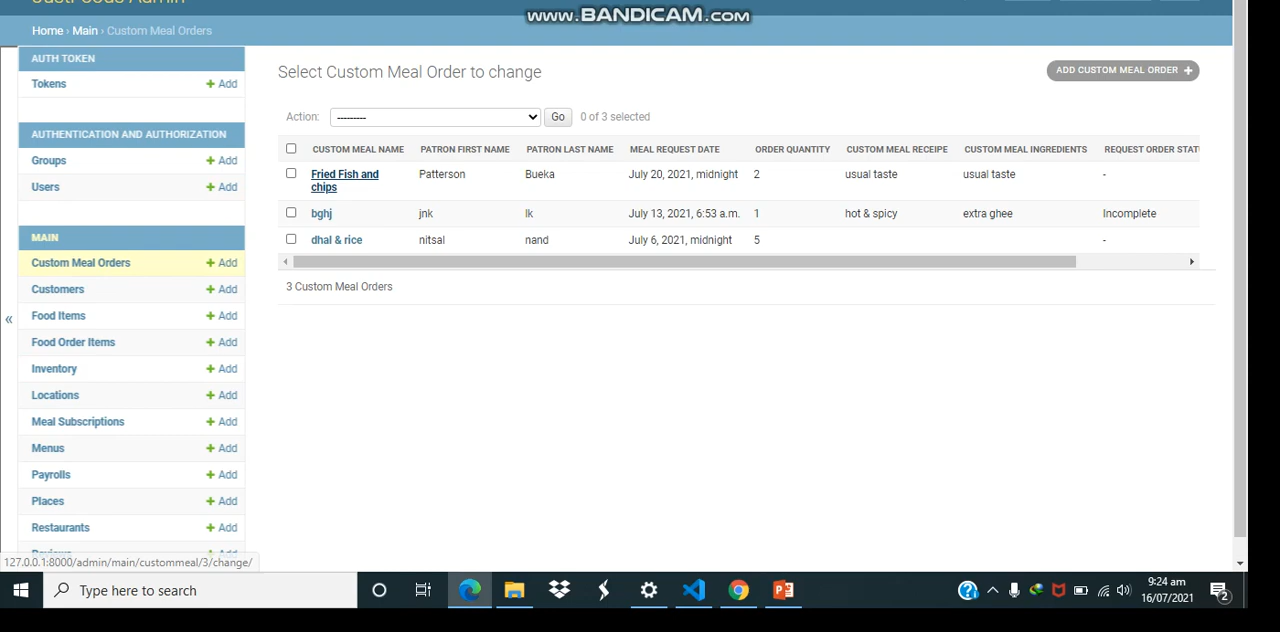 JustFoods Admin
www.BANDICAM.com
Home › Main › Custom Meal Orders
AUTH TOKEN
Tokens + Add
AUTHENTICATION AND AUTHORIZATION
Groups + Add
Users + Add
MAIN
Custom Meal Orders + Add
Customers + Add
Food Items + Add
Food Order Items + Add
Inventory + Add
Locations + Add
Meal Subscriptions + Add
Menus + Add
Payrolls + Add
Places + Add
Restaurants + Add
«
Select Custom Meal Order to change
ADD CUSTOM MEAL ORDER +
Action: --------- Go 0 of 3 selected
CUSTOM MEAL NAME PATRON FIRST NAME PATRON LAST NAME MEAL REQUEST DATE ORDER QUANTITY CUSTOM MEAL RECEIPE CUSTOM MEAL INGREDIENTS REQUEST ORDER STAT
Fried Fish and Patterson Bueka July 20, 2021, midnight 2 usual taste usual taste -
chips
bghj jnk lk July 13, 2021, 6:53 a.m. 1 hot & spicy extra ghee Incomplete
dhal & rice nitsal nand July 6, 2021, midnight 5 -
3 Custom Meal Orders
127.0.0.1:8000/admin/main/custommeal/3/change/
Type here to search
9:24 am
16/07/2021
2